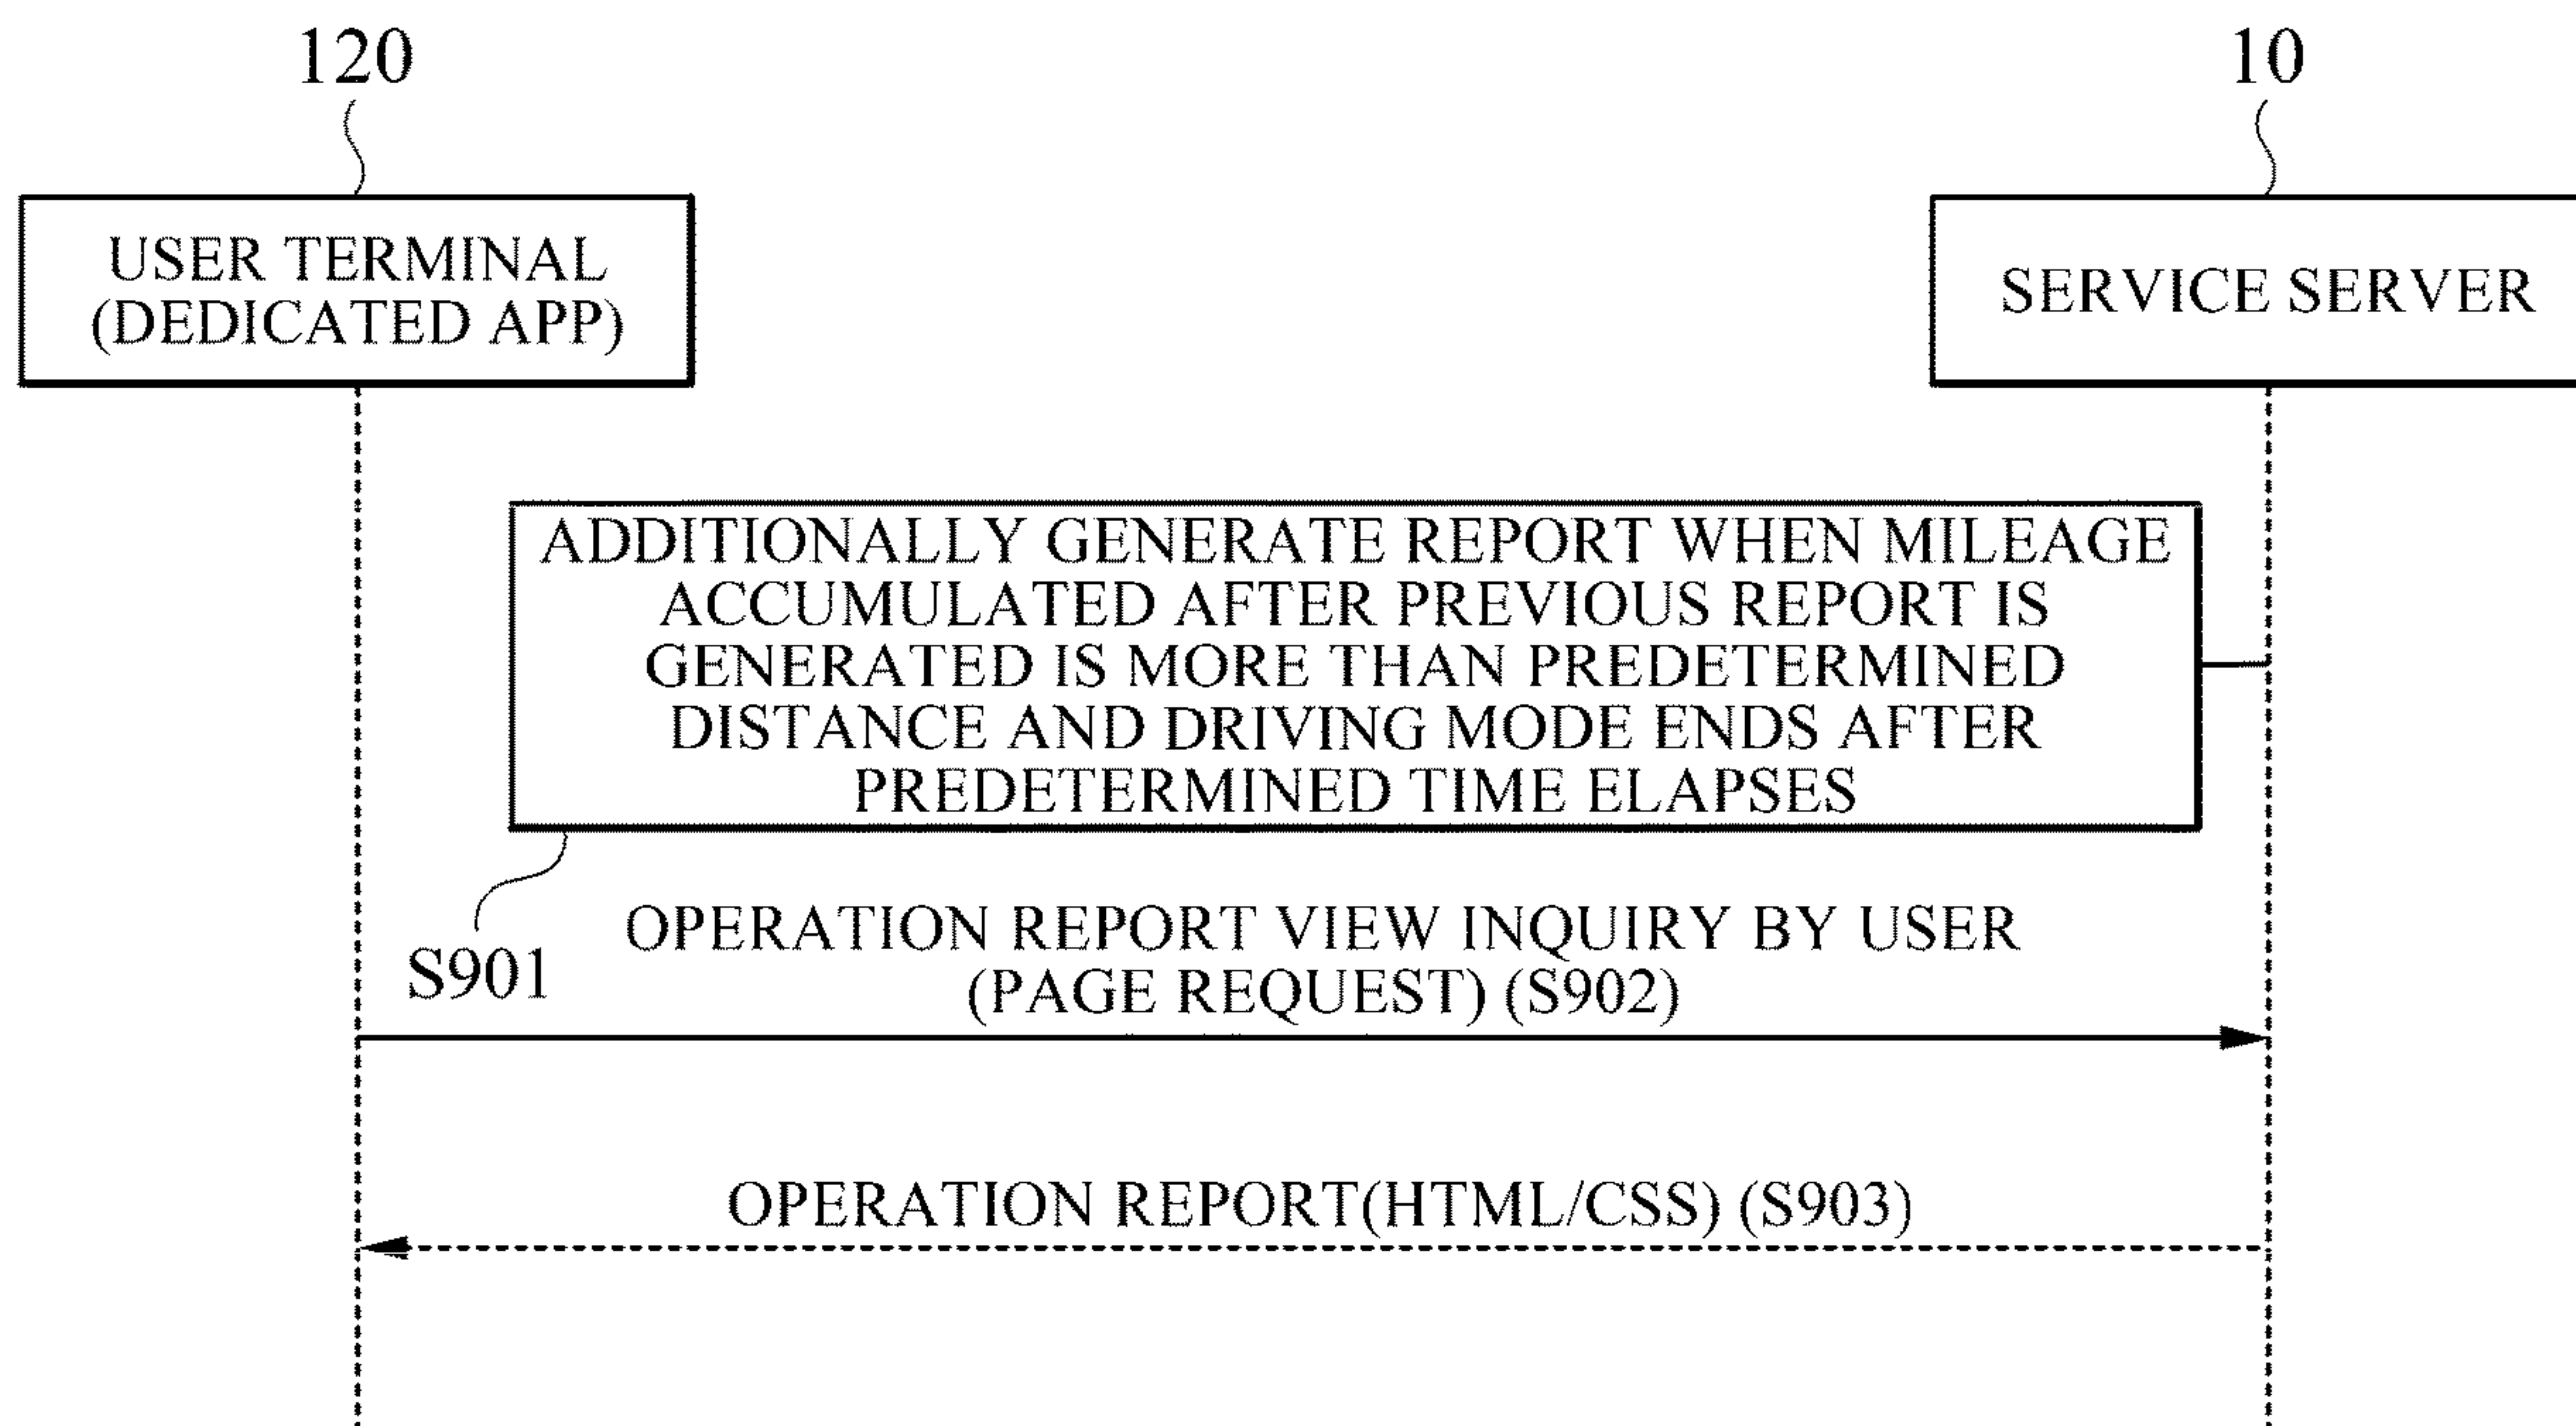 120
10
USER TERMINAL
(DEDICATED APP)
SERVICE SERVER
ADDITIONALLY GENERATE REPORT WHEN MILEAGE
ACCUMULATED AFTER PREVIOUS REPORT IS
GENERATED IS MORE THAN PREDETERMINED
DISTANCE AND DRIVING MODE ENDS AFTER
PREDETERMINED TIME ELAPSES
S901
OPERATION REPORT VIEW INQUIRY BY USER
(PAGE REQUEST) (S902)
OPERATION REPORT(HTML/CSS) (S903)